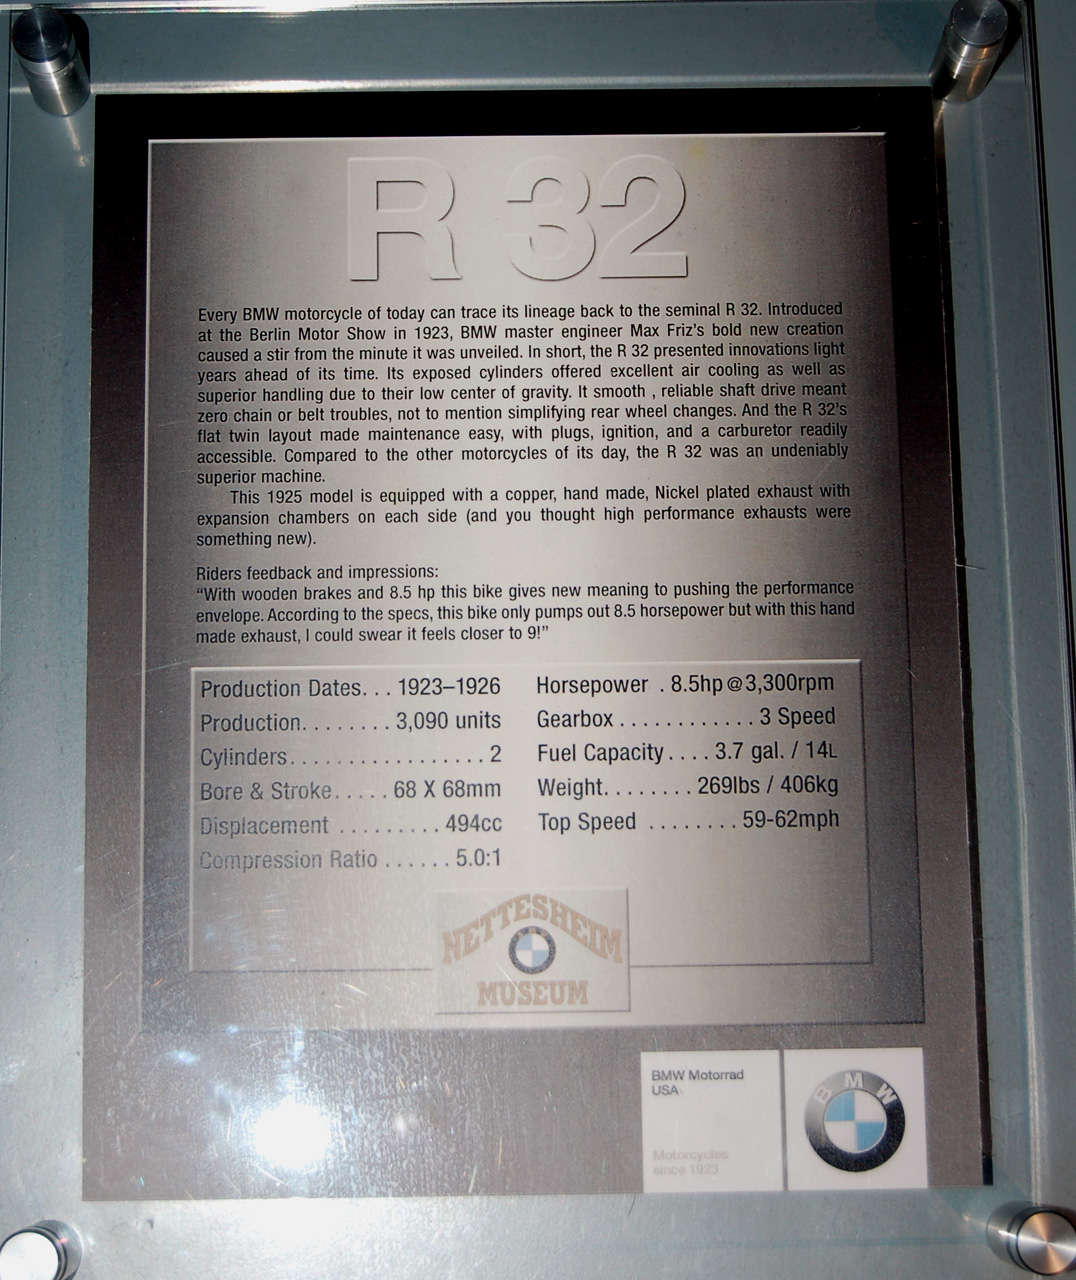 R 32
Every BMW motorcycle of today can trace its lineage back to the seminal R 32. Introduced
at the Berlin Motor Show in 1923, BMW master engineer Max Friz's bold new creation
caused a stir from the minute it was unveiled. In short, the R 32 presented innovations light
years ahead of its time. Its exposed cylinders offered excellent air cooling as well as
superior handling due to their low center of gravity. It smooth , reliable shaft drive meant
zero chain or belt troubles, not to mention simplifying rear wheel changes. And the R 32's
flat twin layout made maintenance easy, with plugs, ignition, and a carburetor readily
accessible. Compared to the other motorcycles of its day, the R 32 was an undeniably
superior machine.
This 1925 model is equipped with a copper, hand made, Nickel plated exhaust with
expansion chambers on each side (and you thought high performance exhausts were
something new).
Riders feedback and impressions:
"With wooden brakes and 8.5 hp this bike gives new meaning to pushing the performance
envelope. According to the specs, this bike only pumps out 8.5 horsepower but with this hand
made exhaust, I could swear it feels closer to 9!"
Production Dates. . . 1923–1926
Production. . . . . . . . 3,090 units
Cylinders. . . . . . . . . . . . . . . . . 2
Bore & Stroke. . . . . 68 X 68mm
Displacement . . . . . . . . . 494cc
Compression Ratio . . . . . . 5.0:1
Horsepower . 8.5hp@3,300rpm
Gearbox . . . . . . . . . . . . 3 Speed
Fuel Capacity . . . . 3.7 gal. / 14L
Weight. . . . . . . . 269lbs / 406kg
Top Speed . . . . . . . . 59-62mph
NETTESHEIM
BMW
MUSEUM
BMW Motorrad
USA
Motorcycles
since 1923
BMW